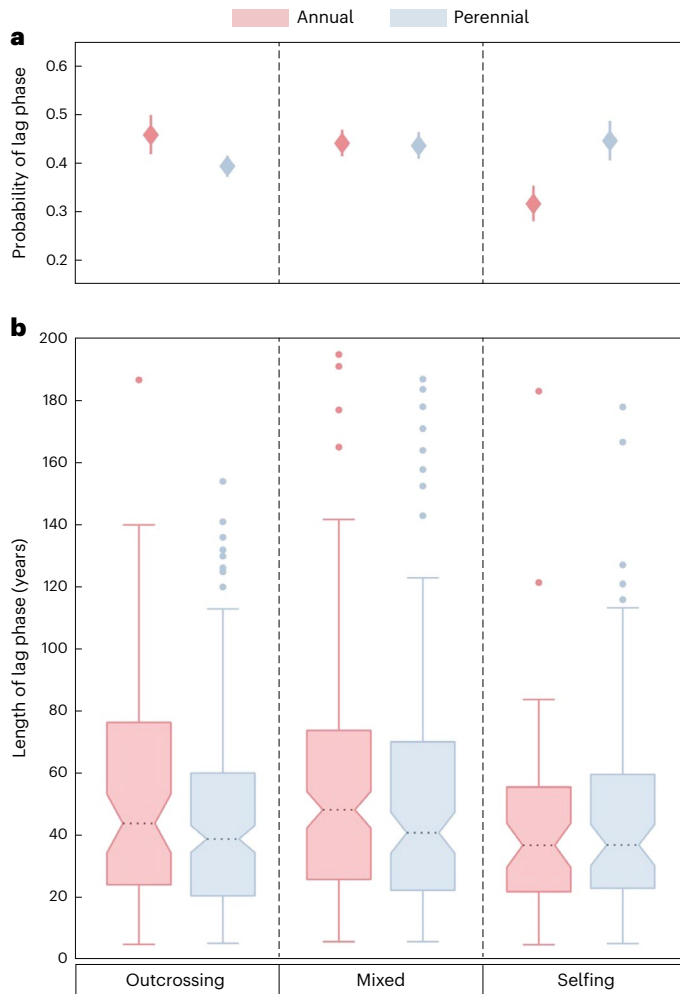 Annual Perennial
a
Probability of lag phase
0.6
0.5
0.4
0.3
0.2
b
Length of lag phase (years)
200
180
160
140
120
100
80
60
40
20
0
Outcrossing Mixed Selfing